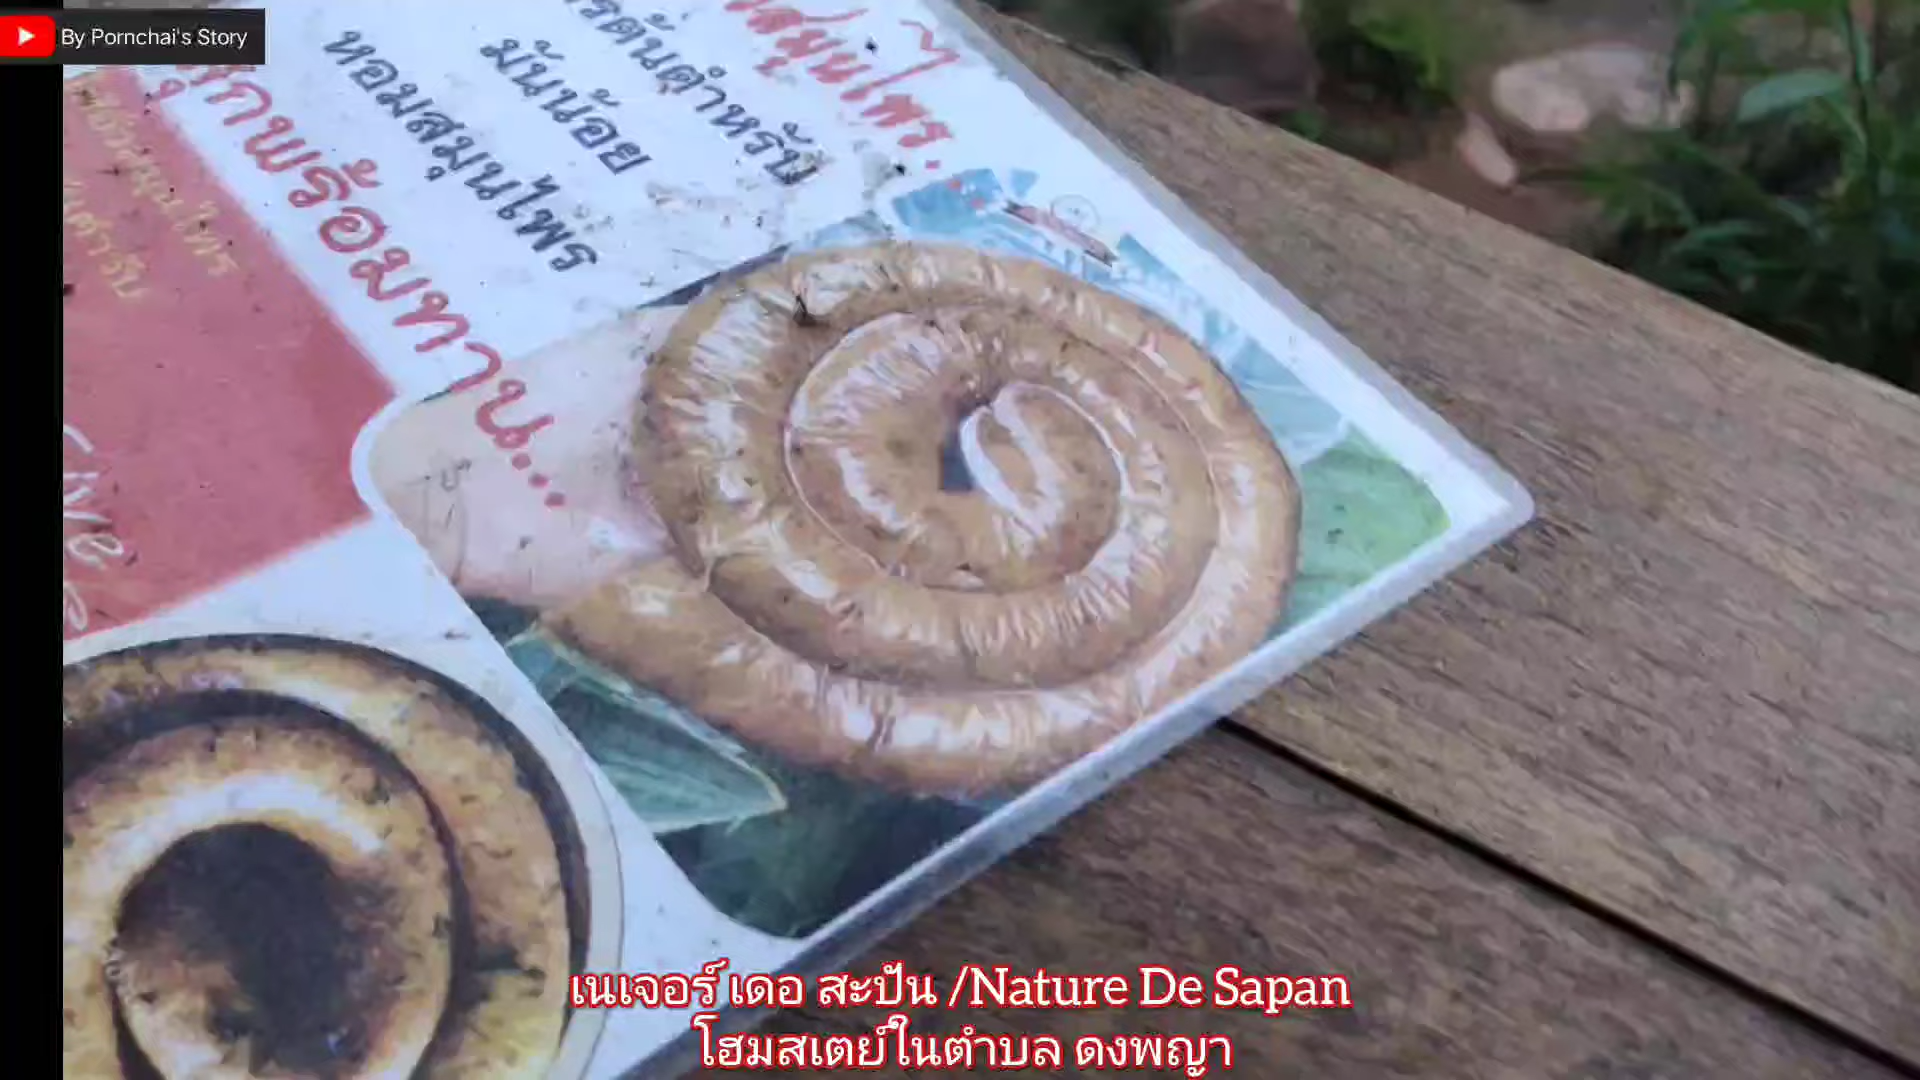 By Pornchai's Story
สมุนไพร.
รต้นตำหรับ
มันน้อย
หอมสมุนไพร
สุกพร้อมทาน...
Five
เนเจอร์ เดอ สะปัน /Nature De Sapan
โฮมสเตย์ในตำบล ดงพญา